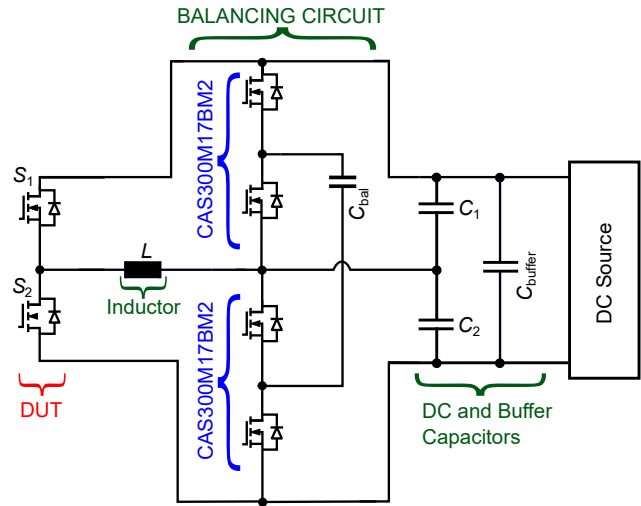 BALANCING CIRCUIT
CAS300M17BM2
S1
Cbal
C1
L
Cbuffer
DC Source
S2
Inductor
CAS300M17BM2
C2
DUT
DC and Buffer
Capacitors